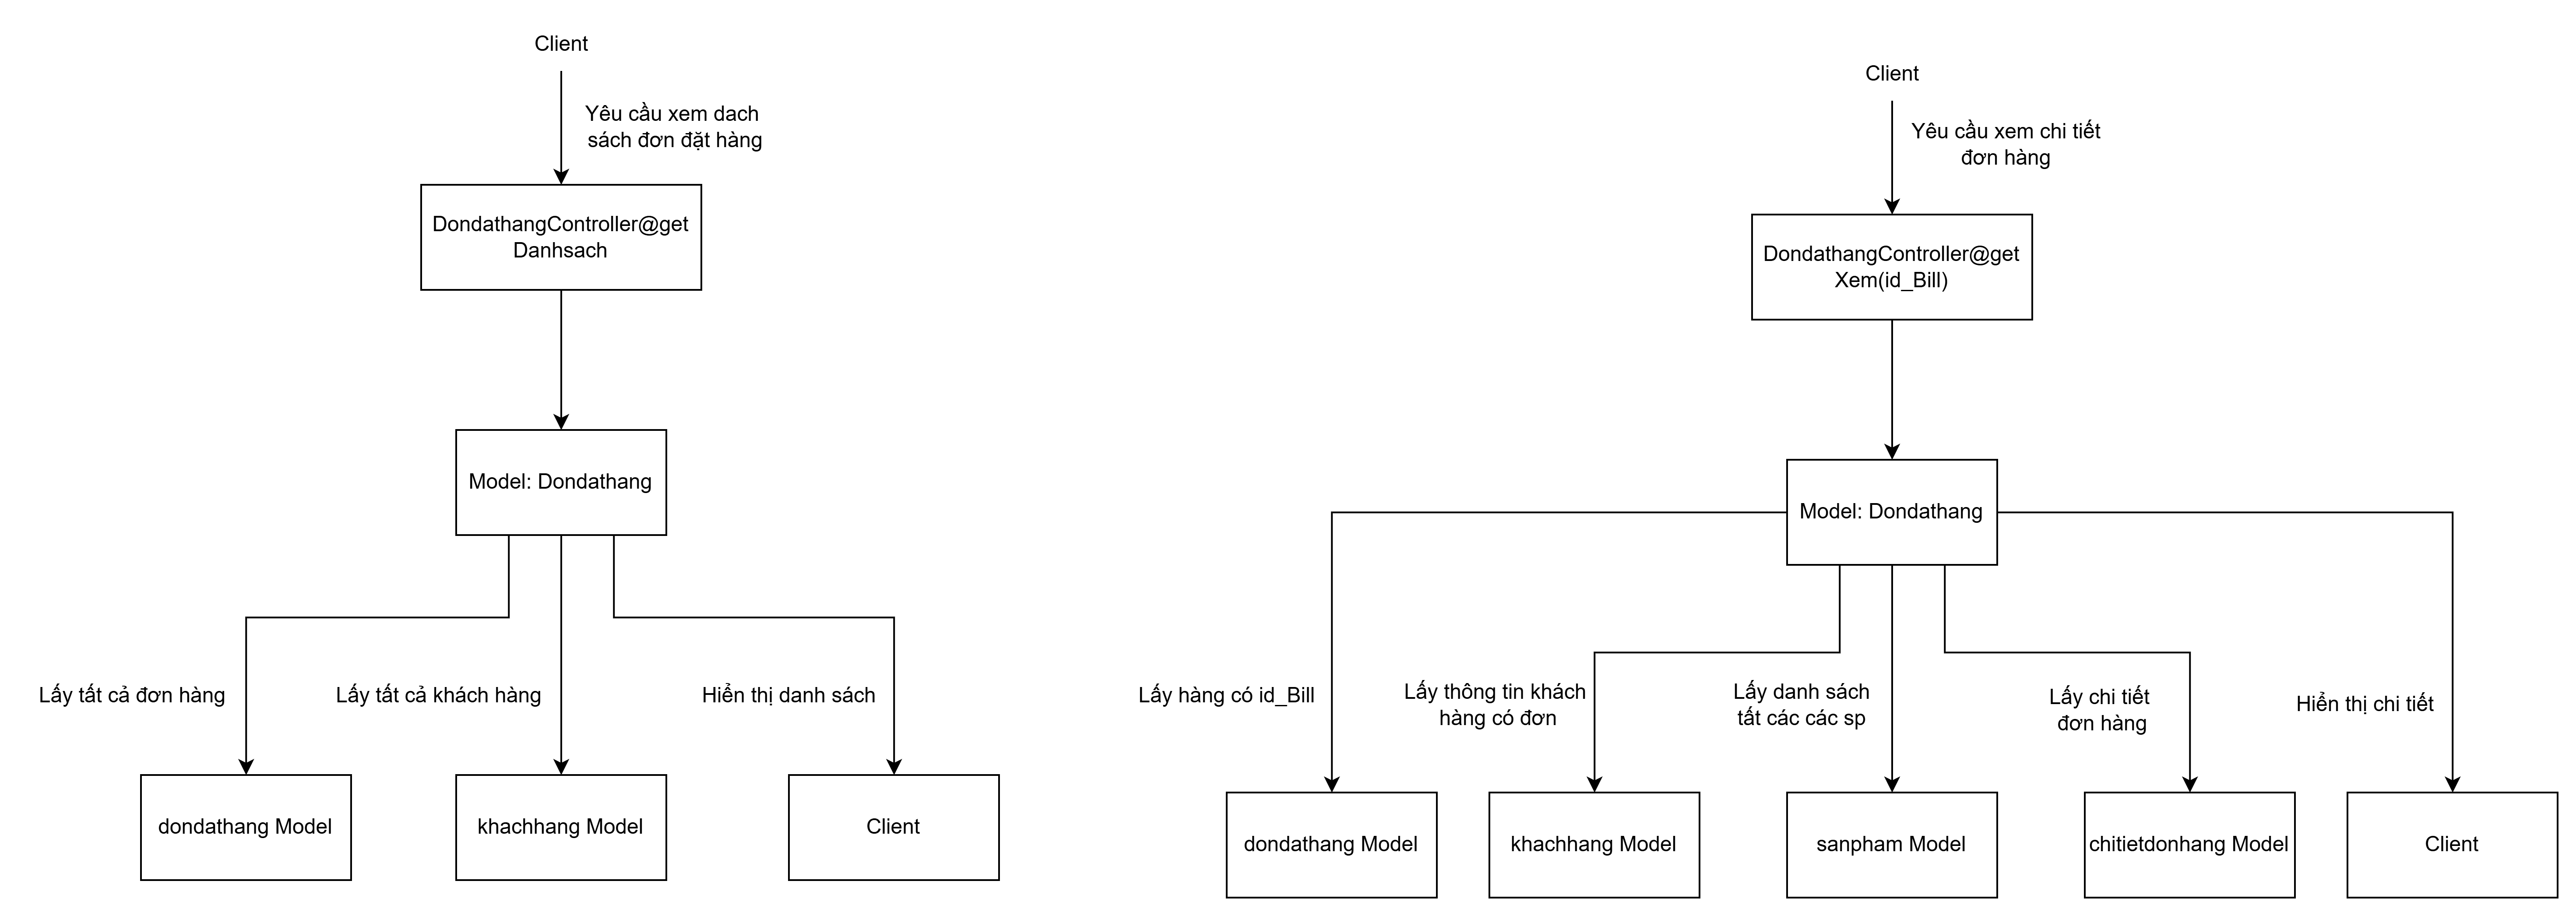 Client
Yêu cầu xem dach
sách đơn đặt hàng
DondathangController@get
Danhsach
Model: Dondathang
Lấy tất cả đơn hàng
Lấy tất cả khách hàng
Hiển thị danh sách
dondathang Model
khachhang Model
Client
Client
Yêu cầu xem chi tiết
đơn hàng
DondathangController@get
Xem(id_Bill)
Model: Dondathang
Lấy hàng có id_Bill
Lấy thông tin khách
hàng có đơn
Lấy danh sách
tất các các sp
Lấy chi tiết
đơn hàng
Hiển thị chi tiết
dondathang Model
khachhang Model
sanpham Model
chitietdonhang Model
Client